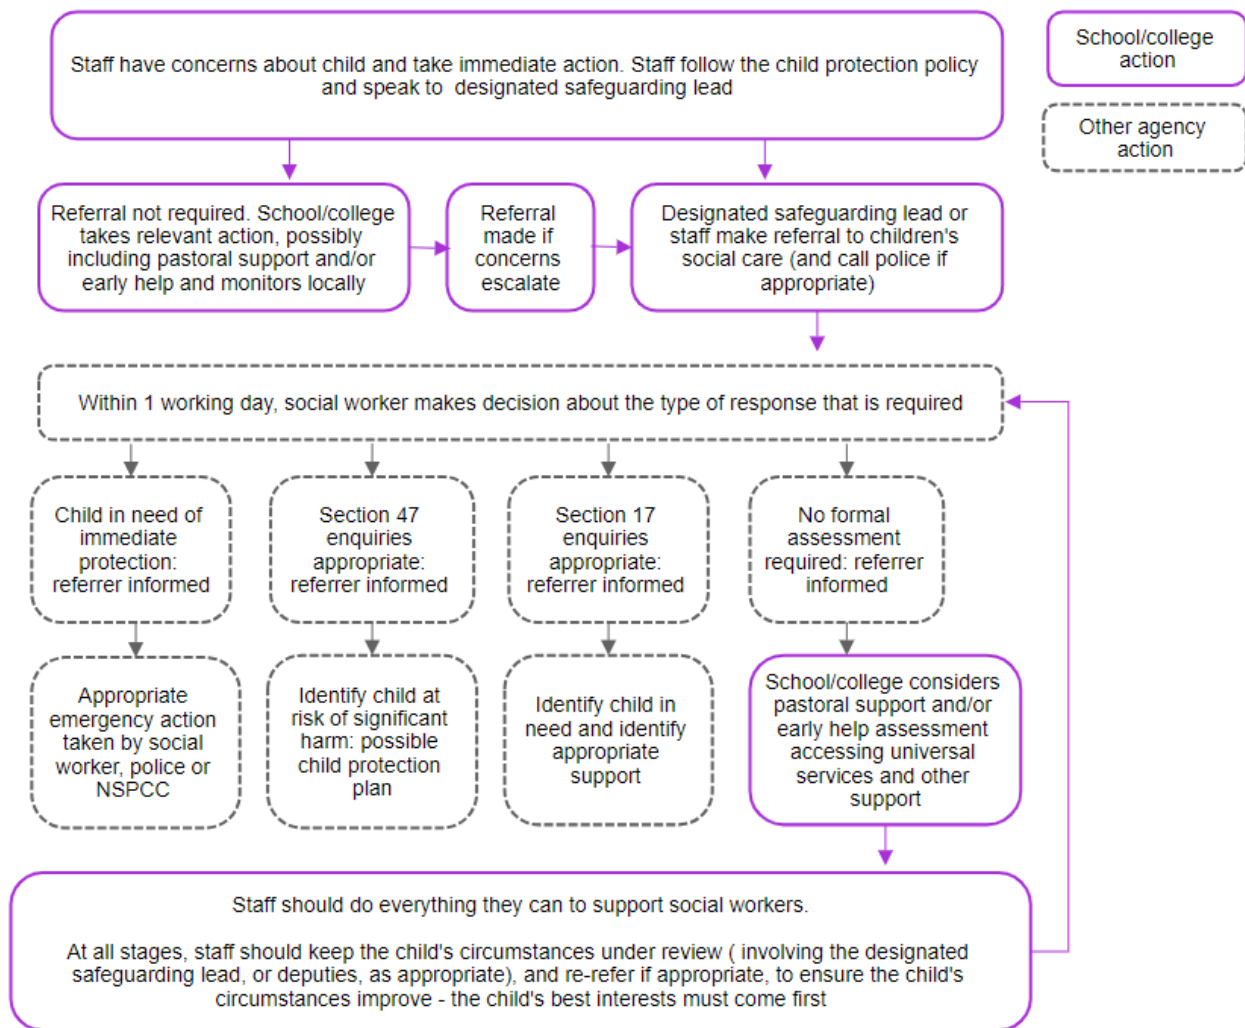 Staff have concerns about child and take immediate action. Staff follow the child protection policy
and speak to designated safeguarding lead
School/college
action
Other agency
action
Referral not required. School/college
takes relevant action, possibly
including pastoral support and/or
early help and monitors locally
Referral
made if
concerns
escalate
Designated safeguarding lead or
staff make referral to children's
social care (and call police if
appropriate)
Within 1 working day, social worker makes decision about the type of response that is required
Child in need of
immediate
protection:
referrer informed
Section 47
enquiries
appropriate:
referrer informed
Section 17
enquiries
appropriate:
referrer informed
No formal
assessment
required: referrer
informed
Appropriate
emergency action
taken by social
worker, police or
NSPCC
Identify child at
risk of significant
harm: possible
child protection
plan
Identify child in
need and identify
appropriate
support
School/college considers
pastoral support and/or
early help assessment
accessing universal
services and other
support
Staff should do everything they can to support social workers.
At all stages, staff should keep the child's circumstances under review ( involving the designated
safeguarding lead, or deputies, as appropriate), and re-refer if appropriate, to ensure the child's
circumstances improve - the child's best interests must come first